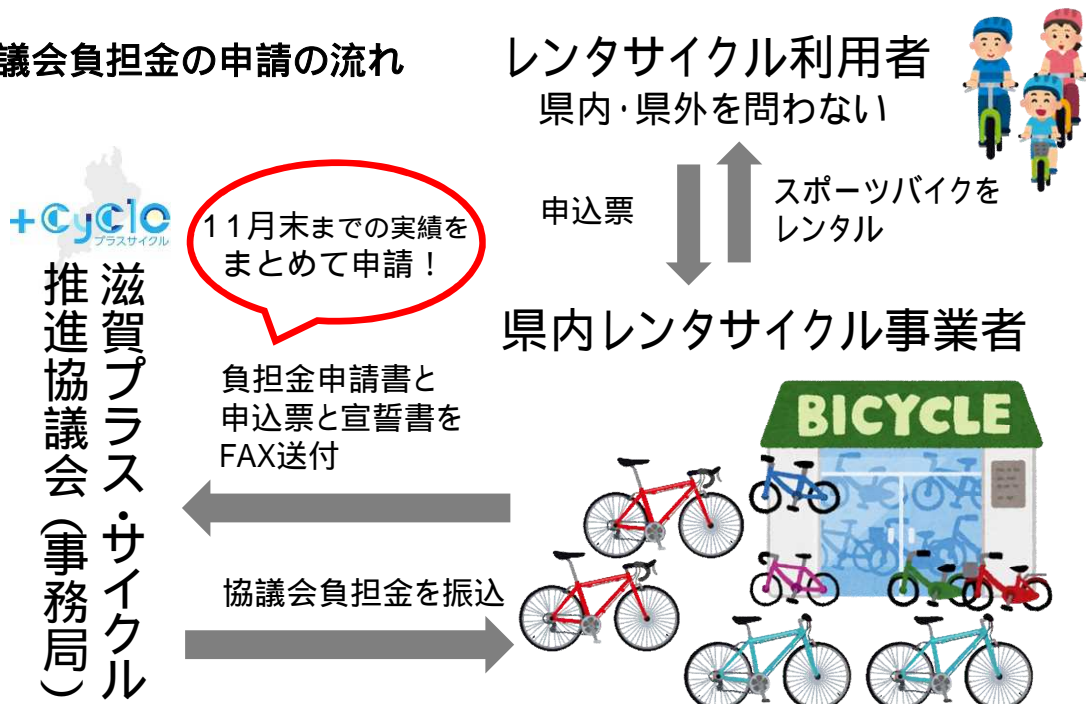 議会負担金の申請の流れ
レンタサイクル利用者
県内・県外を問わない
申込票
スポーツバイクを
レンタル
+Cyclo
プラスサイクル
11月末までの実績を
まとめて申請！
滋賀プラス・サイクル
推進協議会（事務局）
県内レンタサイクル事業者
負担金申請書と
申込票と宣誓書を
FAX送付
協議会負担金を振込
BICYCLE